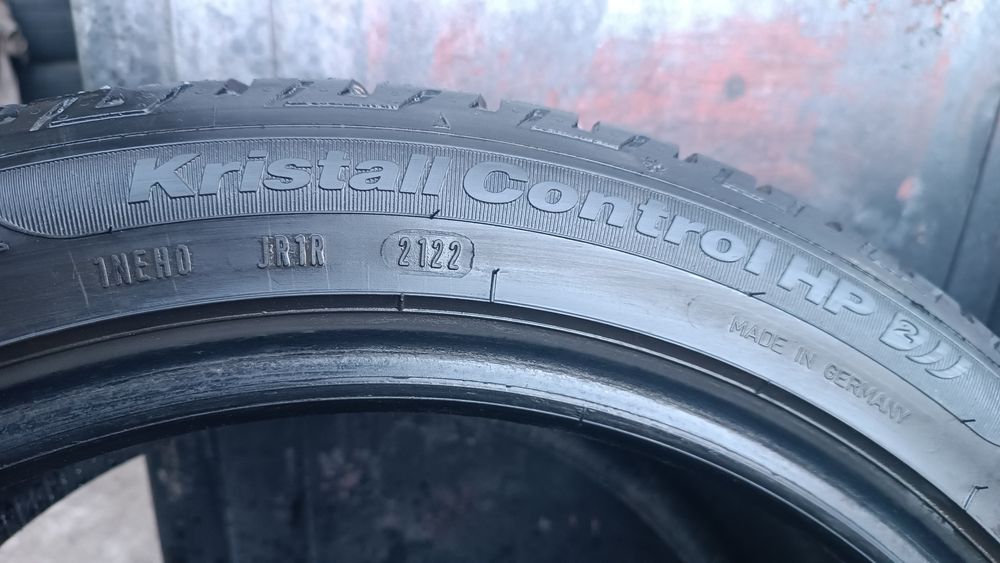 Kristall Control HP 2
1NEH0 JR1R 2122
MADE IN GERMANY